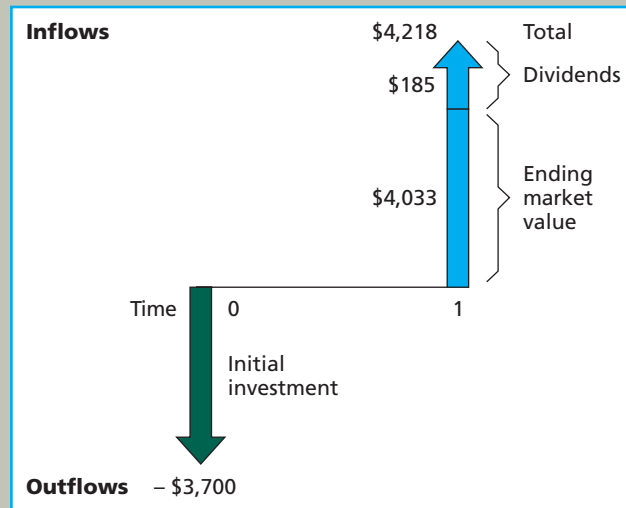 Inflows
$4,218
Total
$185
Dividends
$4,033
Ending
market
value
Time
0
1
Initial
investment
Outflows
– $3,700